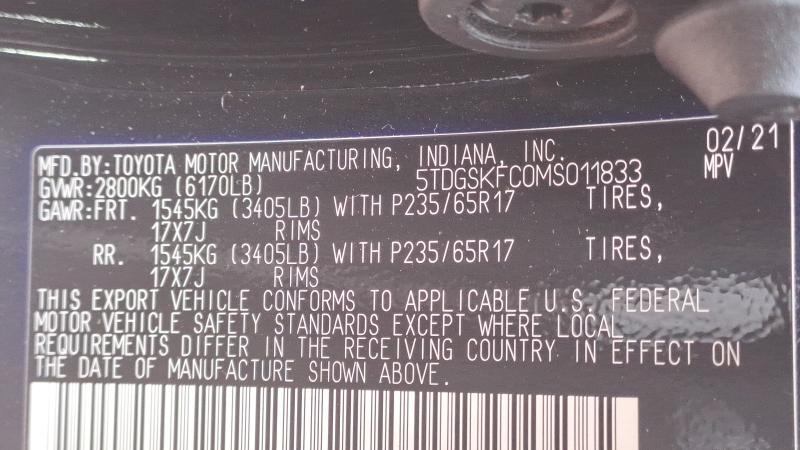 MFD.BY:TOYOTA MOTOR MANUFACTURING, INDIANA, INC. 02/21
GVWR:2800KG (6170LB) 5TDGSKFC0MS011833 MPV
GAWR:FRT. 1545KG (3405LB) WITH P235/65R17 TIRES,
17X7J RIMS
RR. 1545KG (3405LB) WITH P235/65R17 TIRES,
17X7J RIMS
THIS EXPORT VEHICLE CONFORMS TO APPLICABLE U.S. FEDERAL
MOTOR VEHICLE SAFETY STANDARDS EXCEPT WHERE LOCAL
REQUIREMENTS DIFFER IN THE RECEIVING COUNTRY IN EFFECT ON
THE DATE OF MANUFACTURE SHOWN ABOVE.